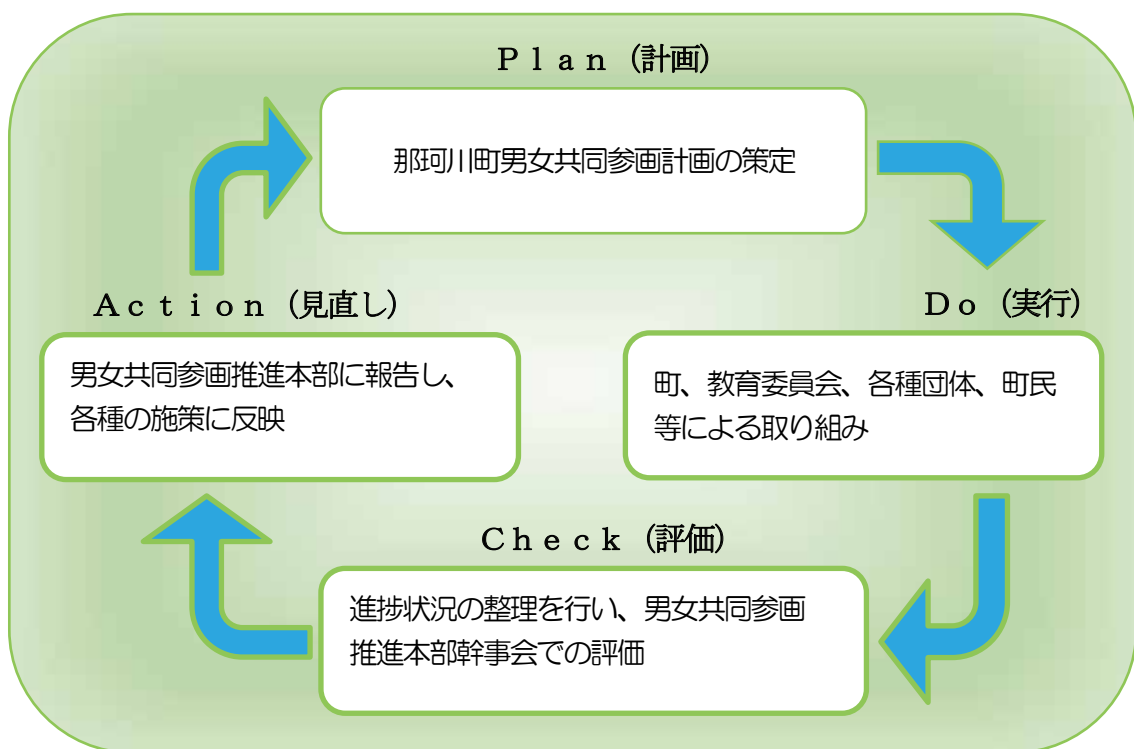 Plan（計画）
那珂川町男女共同参画計画の策定
Do（実行）
町、教育委員会、各種団体、町民
等による取り組み
Check（評価）
進捗状況の整理を行い、男女共同参画
推進本部幹事会での評価
Action（見直し）
男女共同参画推進本部に報告し、
各種の施策に反映